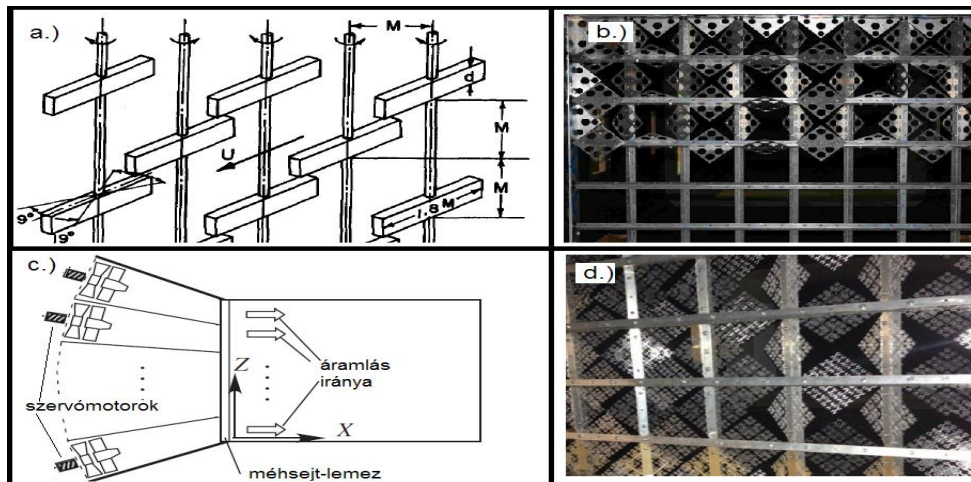 a.)
M
d
M
U
M
1.8 M
9°
9°
b.)
c.)
Z
áramlás
iránya
szervómotorok
X
méhsejt-lemez
d.)